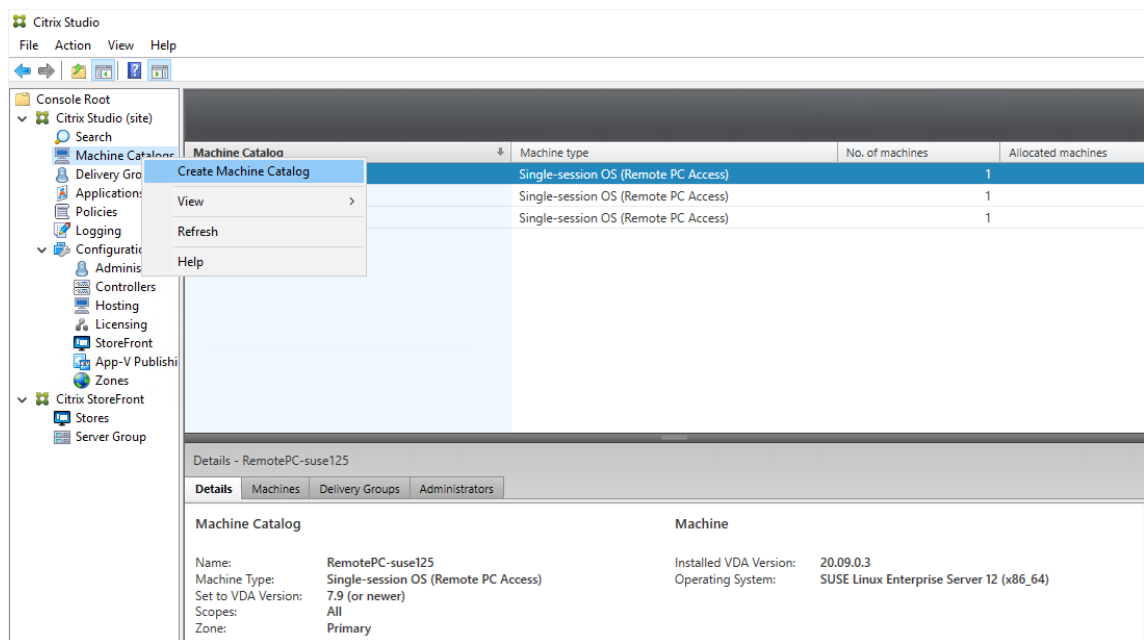 Citrix Studio
File Action View Help
Console Root
Citrix Studio (site)
Search
Machine Catalogs
Delivery Gro
Applications
Policies
Logging
Configuratio
Adminis
Controllers
Hosting
Licensing
StoreFront
App-V Publishi
Zones
Citrix StoreFront
Stores
Server Group
Create Machine Catalog
View
Refresh
Help
Machine Catalog Machine type No. of machines Allocated machines
Single-session OS (Remote PC Access) 1
Single-session OS (Remote PC Access) 1
Single-session OS (Remote PC Access) 1
Details - RemotePC-suse125
Details Machines Delivery Groups Administrators
Machine Catalog
Name: RemotePC-suse125
Machine Type: Single-session OS (Remote PC Access)
Set to VDA Version: 7.9 (or newer)
Scopes: All
Zone: Primary
Machine
Installed VDA Version: 20.09.0.3
Operating System: SUSE Linux Enterprise Server 12 (x86_64)